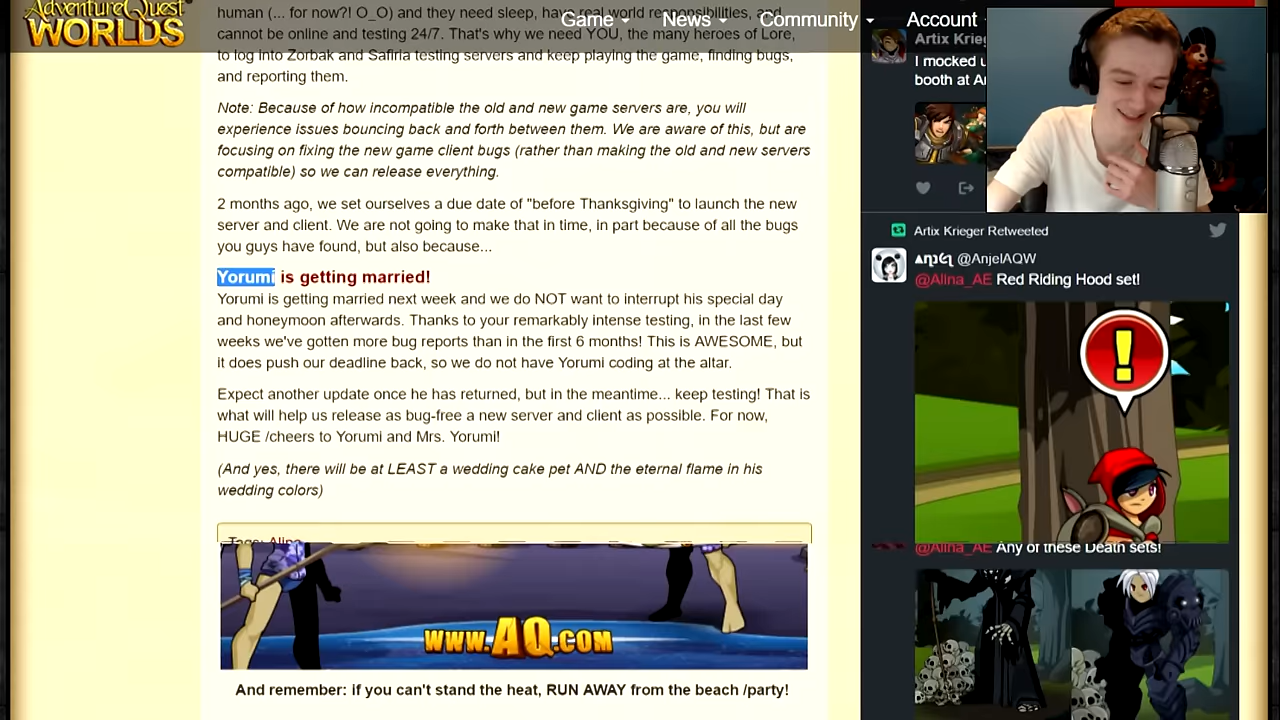 AdventureQuest
WORLDS
Game
News
Community
Account
human (... for now?! O_O) and they need sleep, have real world responsibilities, and
cannot be online and testing 24/7. That's why we need YOU, the many heroes of Lore,
to log into Zorbak and Safiria testing servers and keep playing the game, finding bugs,
and reporting them.
Note: Because of how incompatible the old and new game servers are, you will
experience issues bouncing back and forth between them. We are aware of this, but are
focusing on fixing the new game client bugs (rather than making the old and new servers
compatible) so we can release everything.
2 months ago, we set ourselves a due date of "before Thanksgiving" to launch the new
server and client. We are not going to make that in time, in part because of all the bugs
you guys have found, but also because...
Yorumi is getting married!
Yorumi is getting married next week and we do NOT want to interrupt his special day
and honeymoon afterwards. Thanks to your remarkably intense testing, in the last few
weeks we've gotten more bug reports than in the first 6 months! This is AWESOME, but
it does push our deadline back, so we do not have Yorumi coding at the altar.
Expect another update once he has returned, but in the meantime... keep testing! That is
what will help us release as bug-free a new server and client as possible. For now,
HUGE /cheers to Yorumi and Mrs. Yorumi!
(And yes, there will be at LEAST a wedding cake pet AND the eternal flame in his
wedding colors)
Tags: Alina
www.AQ.com
And remember: if you can't stand the heat, RUN AWAY from the beach /party!
Artix Krieg
I mocked u
booth at A
Artix Krieger Retweeted
@AnjelAQW
@Alina_AE Red Riding Hood set!
!
@Alina_AE Any of these Death sets!